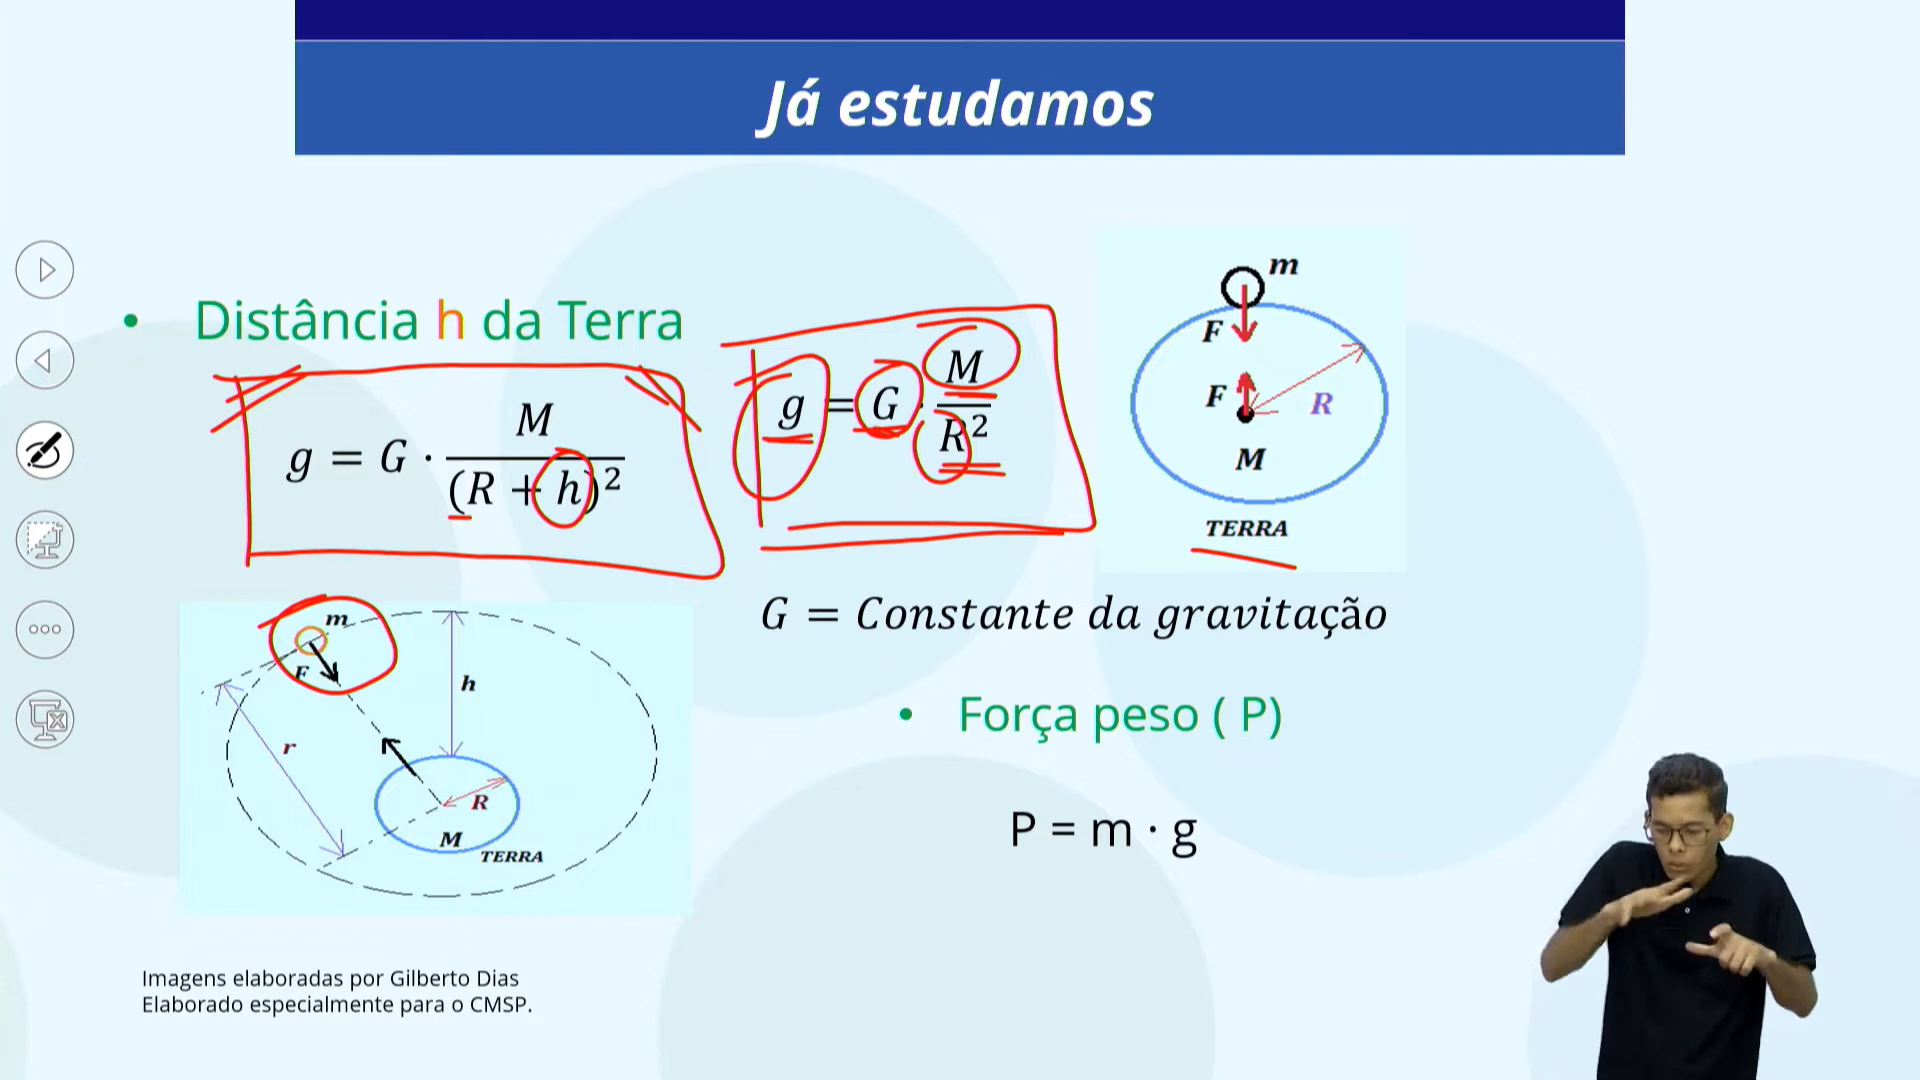 Já estudamos
• Distância h da Terra
g = G · M / (R + h)²
g = G · M / R²
m
F
F
R
M
TERRA
G = Constante da gravitação
m
F
h
r
R
M
TERRA
• Força peso ( P)
P = m · g
Imagens elaboradas por Gilberto Dias
Elaborado especialmente para o CMSP.